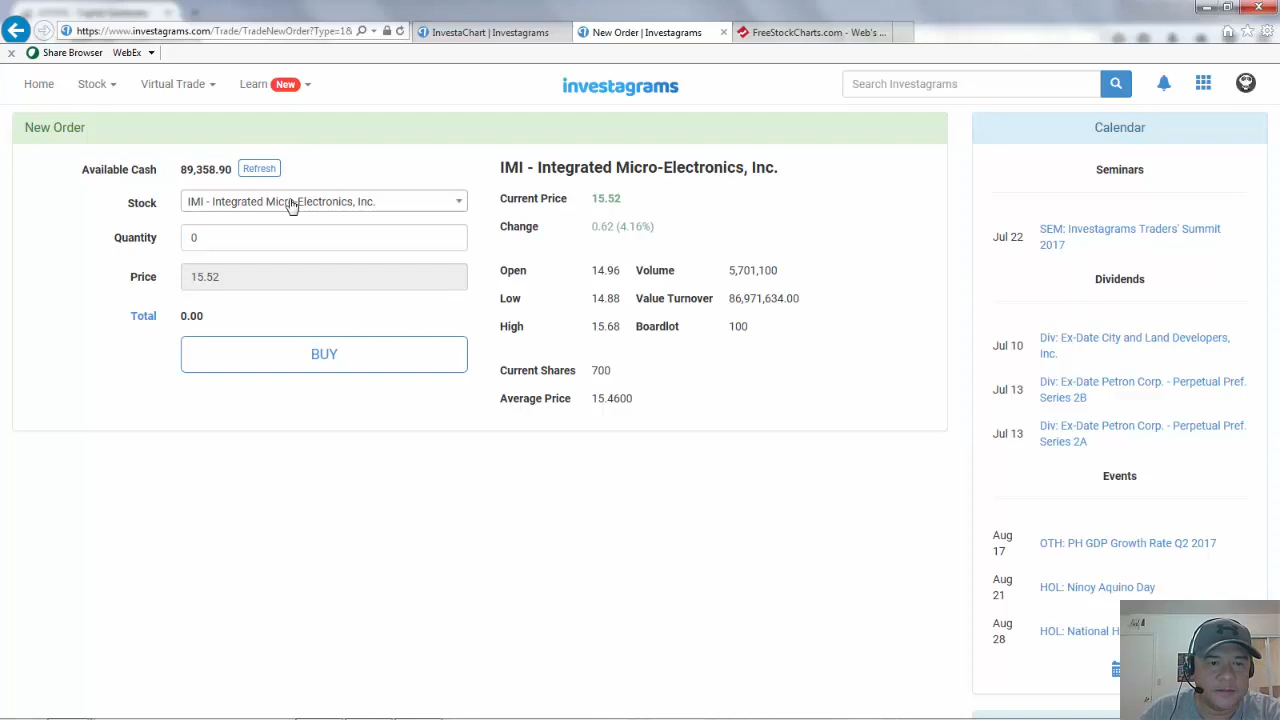 https://www.investagrams.com/Trade/TradeNewOrder?Type=1&
InvestaChart | Investagrams
New Order | Investagrams
FreeStockCharts.com - Web's ...
Share Browser WebEx
Home Stock Virtual Trade Learn New
investagrams
Search Investagrams
New Order
Available Cash 89,358.90 Refresh
Stock IMI - Integrated Micro-Electronics, Inc.
Quantity 0
Price 15.52
Total 0.00
BUY
IMI - Integrated Micro-Electronics, Inc.
Current Price 15.52
Change 0.62 (4.16%)
Open 14.96 Volume 5,701,100
Low 14.88 Value Turnover 86,971,634.00
High 15.68 Boardlot 100
Current Shares 700
Average Price 15.4600
Calendar
Seminars
Jul 22 SEM: Investagrams Traders' Summit
2017
Dividends
Jul 10 Div: Ex-Date City and Land Developers,
Inc.
Jul 13 Div: Ex-Date Petron Corp. - Perpetual Pref.
Series 2B
Jul 13 Div: Ex-Date Petron Corp. - Perpetual Pref.
Series 2A
Events
Aug
17 OTH: PH GDP Growth Rate Q2 2017
Aug
21 HOL: Ninoy Aquino Day
Aug
28 HOL: National H